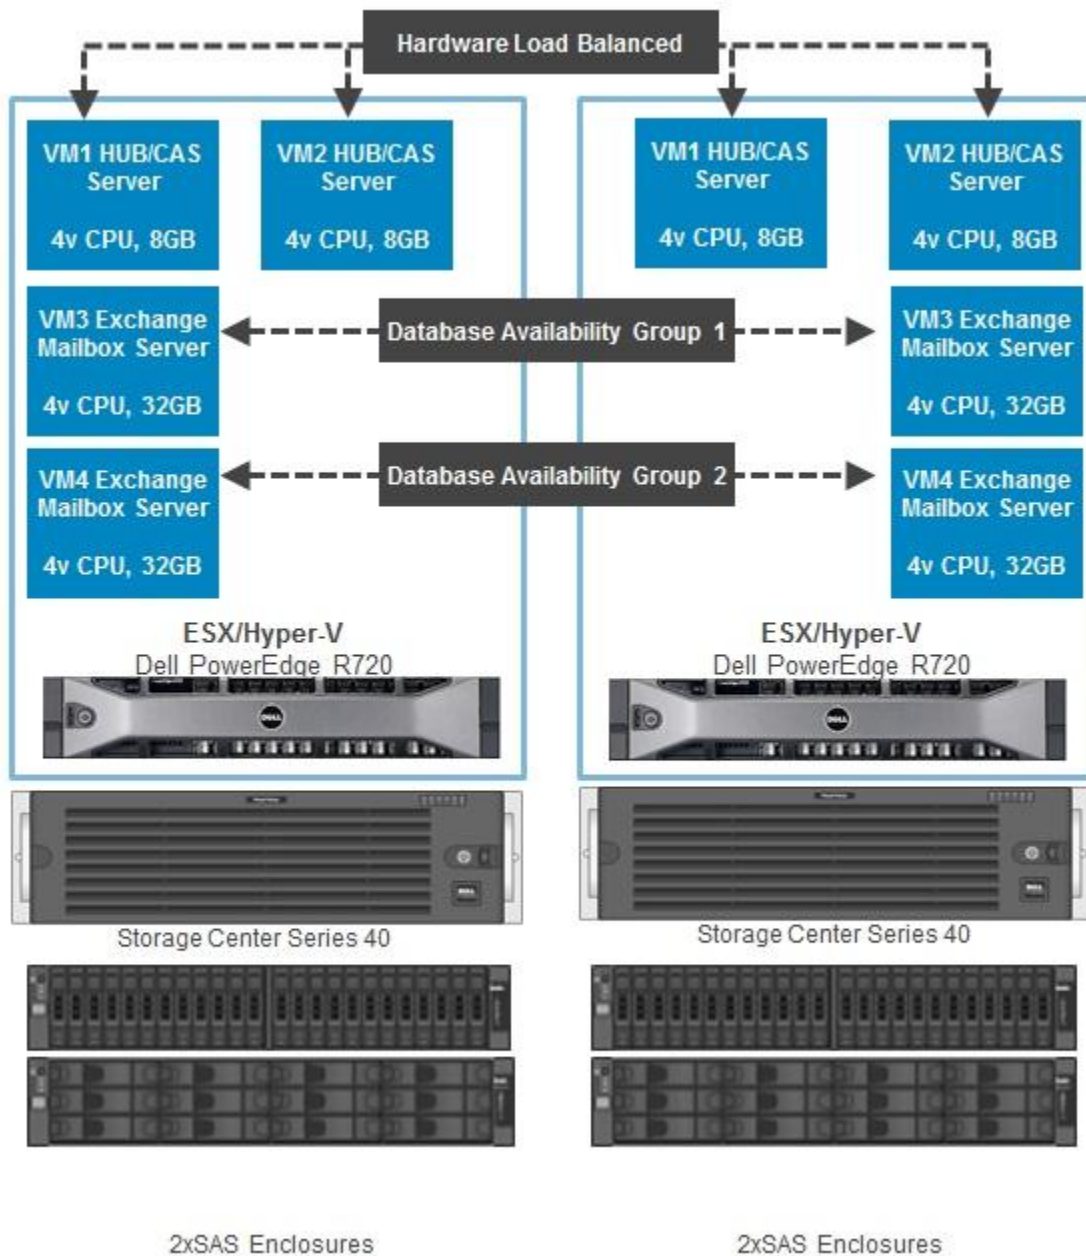 Hardware Load Balanced
VM1 HUB/CAS
Server
4v CPU, 8GB
VM2 HUB/CAS
Server
4v CPU, 8GB
VM1 HUB/CAS
Server
4v CPU, 8GB
VM2 HUB/CAS
Server
4v CPU, 8GB
VM3 Exchange
Mailbox Server
4v CPU, 32GB
Database Availability Group 1
VM3 Exchange
Mailbox Server
4v CPU, 32GB
VM4 Exchange
Mailbox Server
4v CPU, 32GB
Database Availability Group 2
VM4 Exchange
Mailbox Server
4v CPU, 32GB
ESX/Hyper-V
Dell PowerEdge R720
DELL
ESX/Hyper-V
Dell PowerEdge R720
DELL
Storage Center Series 40
Storage Center Series 40
2xSAS Enclosures
2xSAS Enclosures